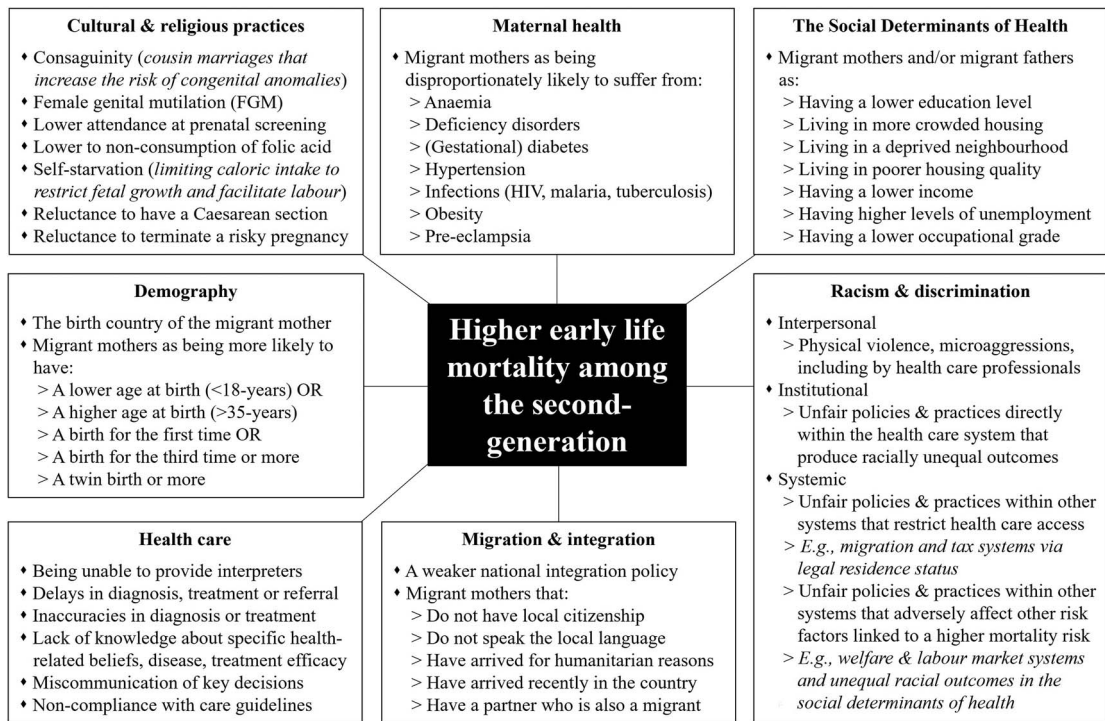 Cultural & religious practices
♦ Consaguinity (cousin marriages that
increase the risk of congenital anomalies)
♦ Female genital mutilation (FGM)
♦ Lower attendance at prenatal screening
♦ Lower to non-consumption of folic acid
♦ Self-starvation (limiting caloric intake to
restrict fetal growth and facilitate labour)
♦ Reluctance to have a Caesarean section
♦ Reluctance to terminate a risky pregnancy
Maternal health
♦ Migrant mothers as being
disproportionately likely to suffer from:
> Anaemia
> Deficiency disorders
> (Gestational) diabetes
> Hypertension
> Infections (HIV, malaria, tuberculosis)
> Obesity
> Pre-eclampsia
The Social Determinants of Health
♦ Migrant mothers and/or migrant fathers
as:
> Having a lower education level
> Living in more crowded housing
> Living in a deprived neighbourhood
> Living in poorer housing quality
> Having a lower income
> Having higher levels of unemployment
> Having a lower occupational grade
Demography
♦ The birth country of the migrant mother
♦ Migrant mothers as being more likely to
have:
> A lower age at birth (<18-years) OR
> A higher age at birth (>35-years)
> A birth for the first time OR
> A birth for the third time or more
> A twin birth or more
Higher early life
mortality among
the second-
generation
Racism & discrimination
♦ Interpersonal
> Physical violence, microaggressions,
including by health care professionals
♦ Institutional
> Unfair policies & practices directly
within the health care system that
produce racially unequal outcomes
♦ Systemic
> Unfair policies & practices within other
systems that restrict health care access
> E.g., migration and tax systems via
legal residence status
> Unfair policies & practices within other
systems that adversely affect other risk
factors linked to a higher mortality risk
> E.g., welfare & labour market systems
and unequal racial outcomes in the
social determinants of health
Health care
♦ Being unable to provide interpreters
♦ Delays in diagnosis, treatment or referral
♦ Inaccuracies in diagnosis or treatment
♦ Lack of knowledge about specific health-
related beliefs, disease, treatment efficacy
♦ Miscommunication of key decisions
♦ Non-compliance with care guidelines
Migration & integration
♦ A weaker national integration policy
♦ Migrant mothers that:
> Do not have local citizenship
> Do not speak the local language
> Have arrived for humanitarian reasons
> Have arrived recently in the country
> Have a partner who is also a migrant